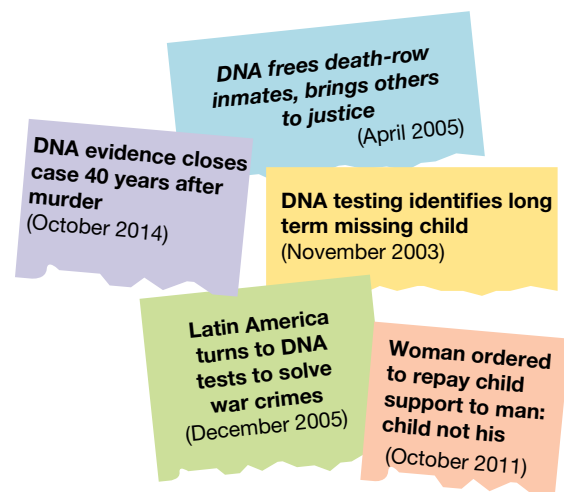 DNA frees death-row
inmates, brings others
to justice
(April 2005)
DNA evidence closes
case 40 years after
murder
(October 2014)
DNA testing identifies long
term missing child
(November 2003)
Latin America
turns to DNA
tests to solve
war crimes
(December 2005)
Woman ordered
to repay child
support to man:
child not his
(October 2011)